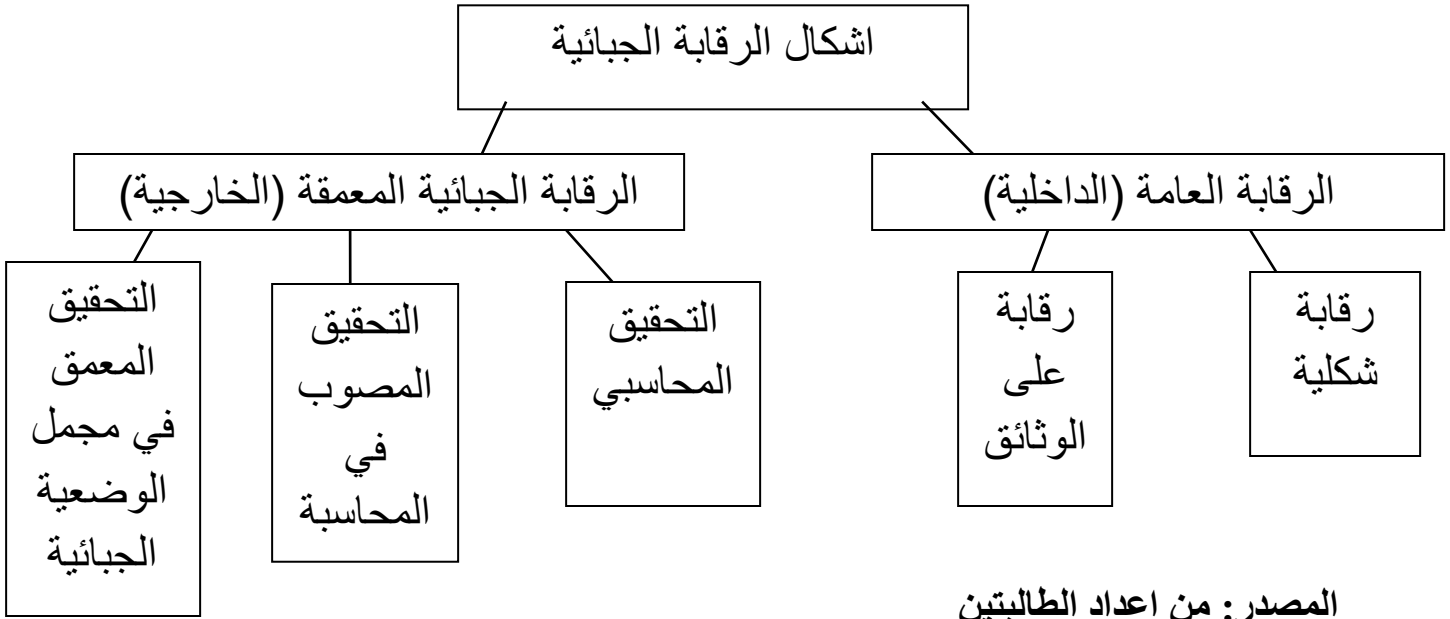 اشكال الرقابة الجبائية
الرقابة العامة (الداخلية)
الرقابة الجبائية المعمقة (الخارجية)
رقابة
شكلية
رقابة
على
الوثائق
التحقيق
المحاسبي
التحقيق
المصوب
في
المحاسبة
التحقيق
المعمق
في مجمل
الوضعية
الجبائية
المصدر: من اعداد الطالبتين